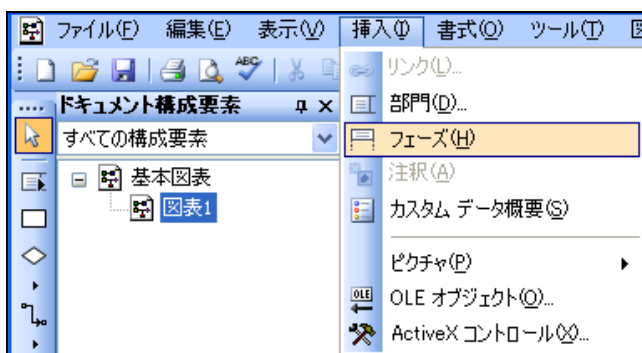 ファイル(F) 編集(E) 表示(V) 挿入(I) 書式(O) ツール(T)
ABC
ドキュメント構成要素
すべての構成要素
基本図表
図表1
リンク(L)...
部門(D)...
フェーズ(H)
注釈(A)
カスタム データ概要(S)
ピクチャ(P)
OLE OLE オブジェクト(O)...
ActiveX コントロール(X)...